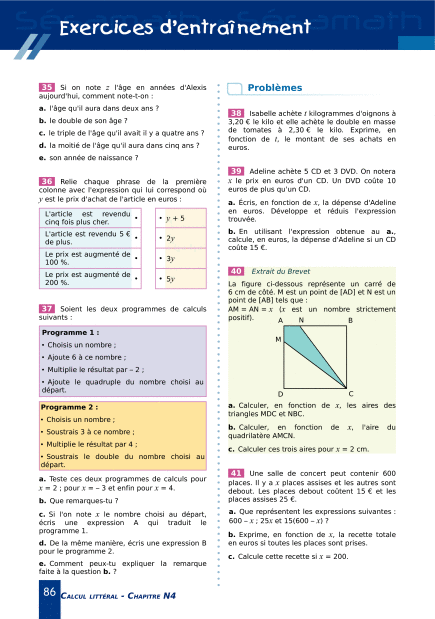 Exercices d'entraînement
35 Si on note z l'âge en années d'Alexis
aujourd'hui, comment note-t-on :
a. l'âge qu'il aura dans deux ans ?
b. le double de son âge ?
c. le triple de l'âge qu'il avait il y a quatre ans ?
d. la moitié de l'âge qu'il aura dans cinq ans ?
e. son année de naissance ?
36 Relie chaque phrase de la première
colonne avec l'expression qui lui correspond où
y est le prix d'achat de l'article en euros :
L'article est revendu
cinq fois plus cher. •
• y + 5
L'article est revendu 5 €
de plus. •
• 2y
Le prix est augmenté de
100 %. •
• 3y
Le prix est augmenté de
200 %. •
• 5y
37 Soient les deux programmes de calculs
suivants :
Programme 1 :
• Choisis un nombre ;
• Ajoute 6 à ce nombre ;
• Multiplie le résultat par – 2 ;
• Ajoute le quadruple du nombre choisi au
départ.
Programme 2 :
• Choisis un nombre ;
• Soustrais 3 à ce nombre ;
• Multiplie le résultat par 4 ;
• Soustrais le double du nombre choisi au
départ.
a. Teste ces deux programmes de calculs pour
x = 2 ; pour x = – 3 et enfin pour x = 4.
b. Que remarques-tu ?
c. Si l'on note x le nombre choisi au départ,
écris une expression A qui traduit le
programme 1.
d. De la même manière, écris une expression B
pour le programme 2.
e. Comment peux-tu expliquer la remarque
faite à la question b. ?
Problèmes
38 Isabelle achète t kilogrammes d'oignons à
3,20 € le kilo et elle achète le double en masse
de tomates à 2,30 € le kilo. Exprime, en
fonction de t, le montant de ses achats en
euros.
39 Adeline achète 5 CD et 3 DVD. On notera
x le prix en euros d'un CD. Un DVD coûte 10
euros de plus qu'un CD.
a. Écris, en fonction de x, la dépense d'Adeline
en euros. Développe et réduis l'expression
trouvée.
b. En utilisant l'expression obtenue au a.,
calcule, en euros, la dépense d'Adeline si un CD
coûte 15 €.
40 Extrait du Brevet
La figure ci-dessous représente un carré de
6 cm de côté. M est un point de [AD] et N est un
point de [AB] tels que :
AM = AN = x (x est un nombre strictement
positif).
A N B
M
D C
a. Calculer, en fonction de x, les aires des
triangles MDC et NBC.
b. Calculer, en fonction de x, l'aire du
quadrilatère AMCN.
c. Calculer ces trois aires pour x = 2 cm.
41 Une salle de concert peut contenir 600
places. Il y a x places assises et les autres sont
debout. Les places debout coûtent 15 € et les
places assises 25 €.
a. Que représentent les expressions suivantes :
600 – x ; 25x et 15(600 – x) ?
b. Exprime, en fonction de x, la recette totale
en euros si toutes les places sont prises.
c. Calcule cette recette si x = 200.
86 CALCUL LITTÉRAL - CHAPITRE N4